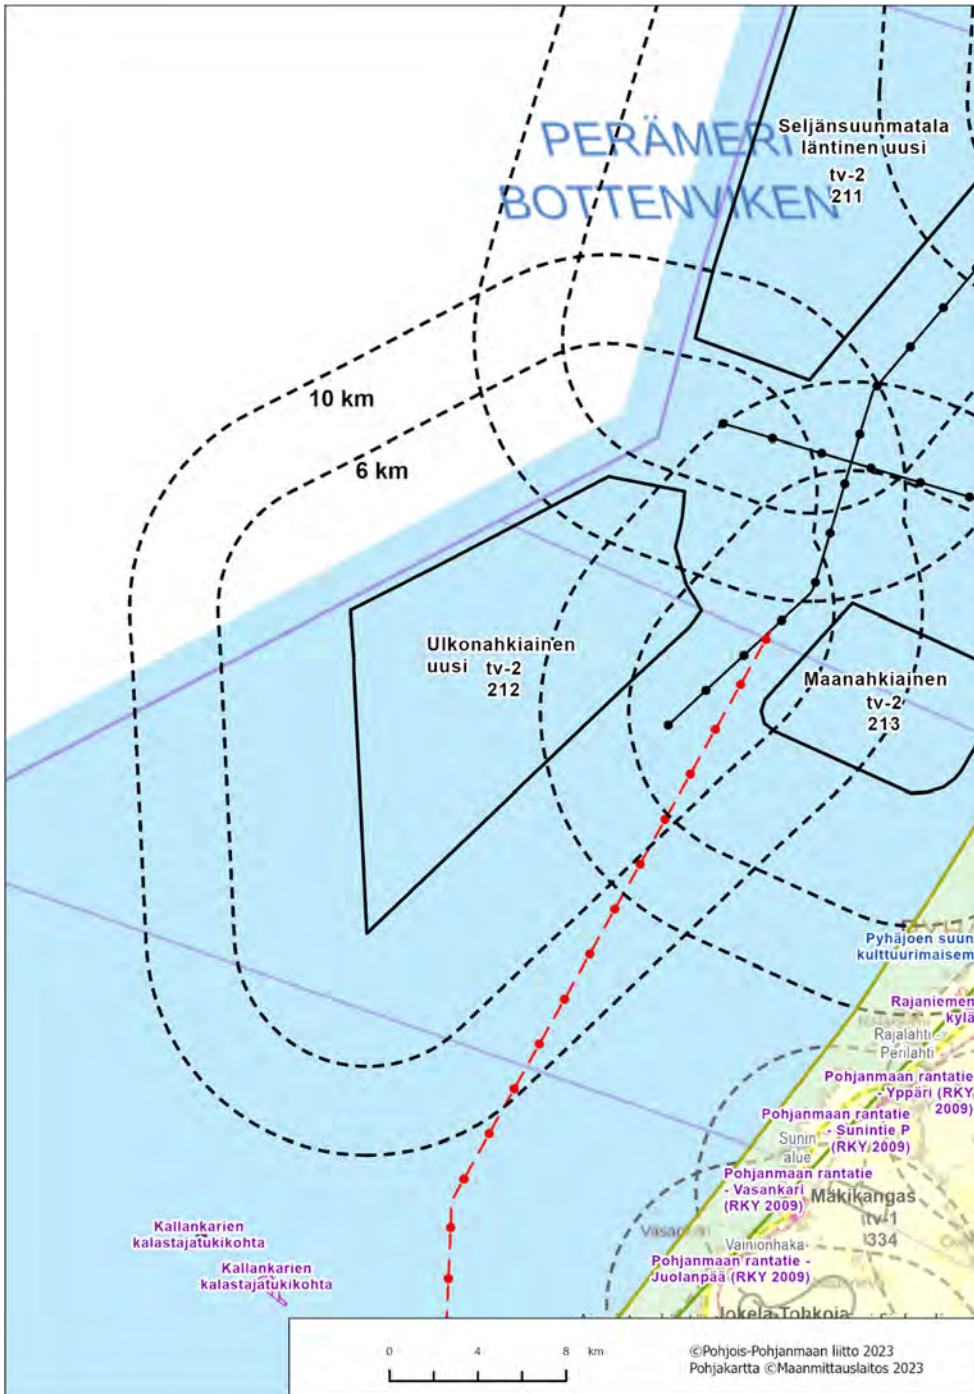 PERÄMERI
BOTTENVIKEN
Seljänsuunmatala
läntinen uusi
tv-2
211
10 km
6 km
Ulkonahkiainen
uusi tv-2
212
Maanahkiainen
tv-2
213
Pyhäjoen suun
kulttuurimaisem
Rajaniemen
kylä
Rajalahti -
Perilahti
Pohjanmaan rantatie
- Yppäri (RKY
2009)
Pohjanmaan rantatie
- Sunintie P
(RKY 2009)
Sunin
alue
Pohjanmaan rantatie
- Vasankari
(RKY 2009)
Mäkikangas
tv-1
334
Kallankarien
kalastajatukikohta
Kallankarien
kalastajatukikohta
Vainionhaka
Pohjanmaan rantatie -
Juolanpää (RKY 2009)
Jokela-Tohkoja
0 4 8 km
©Pohjois-Pohjanmaan liitto 2023
Pohjakartta ©Maanmittauslaitos 2023